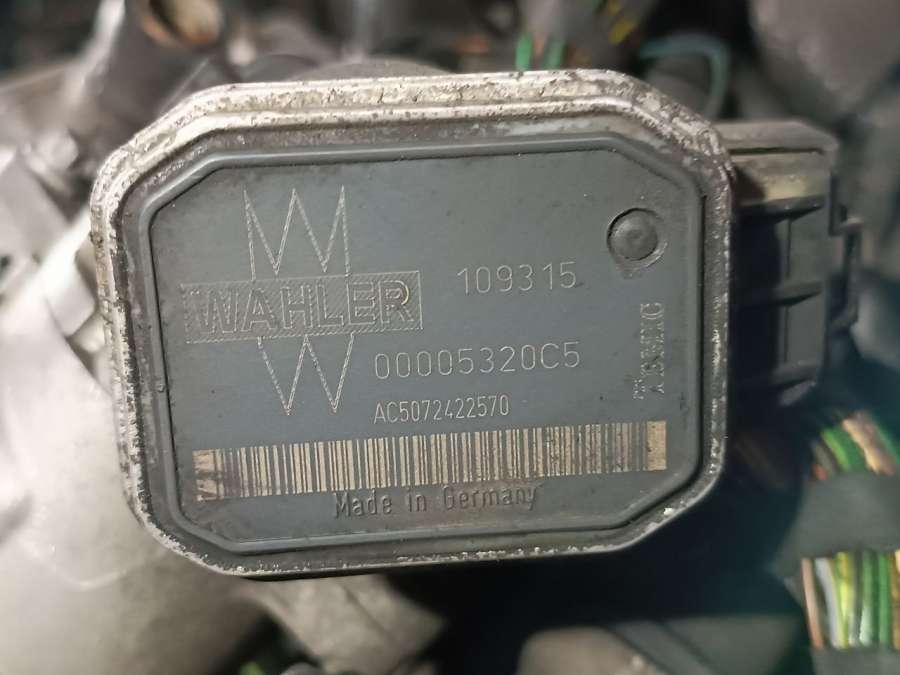 WAHLER
109315
00005320C5
AC5072422570
Made in Germany